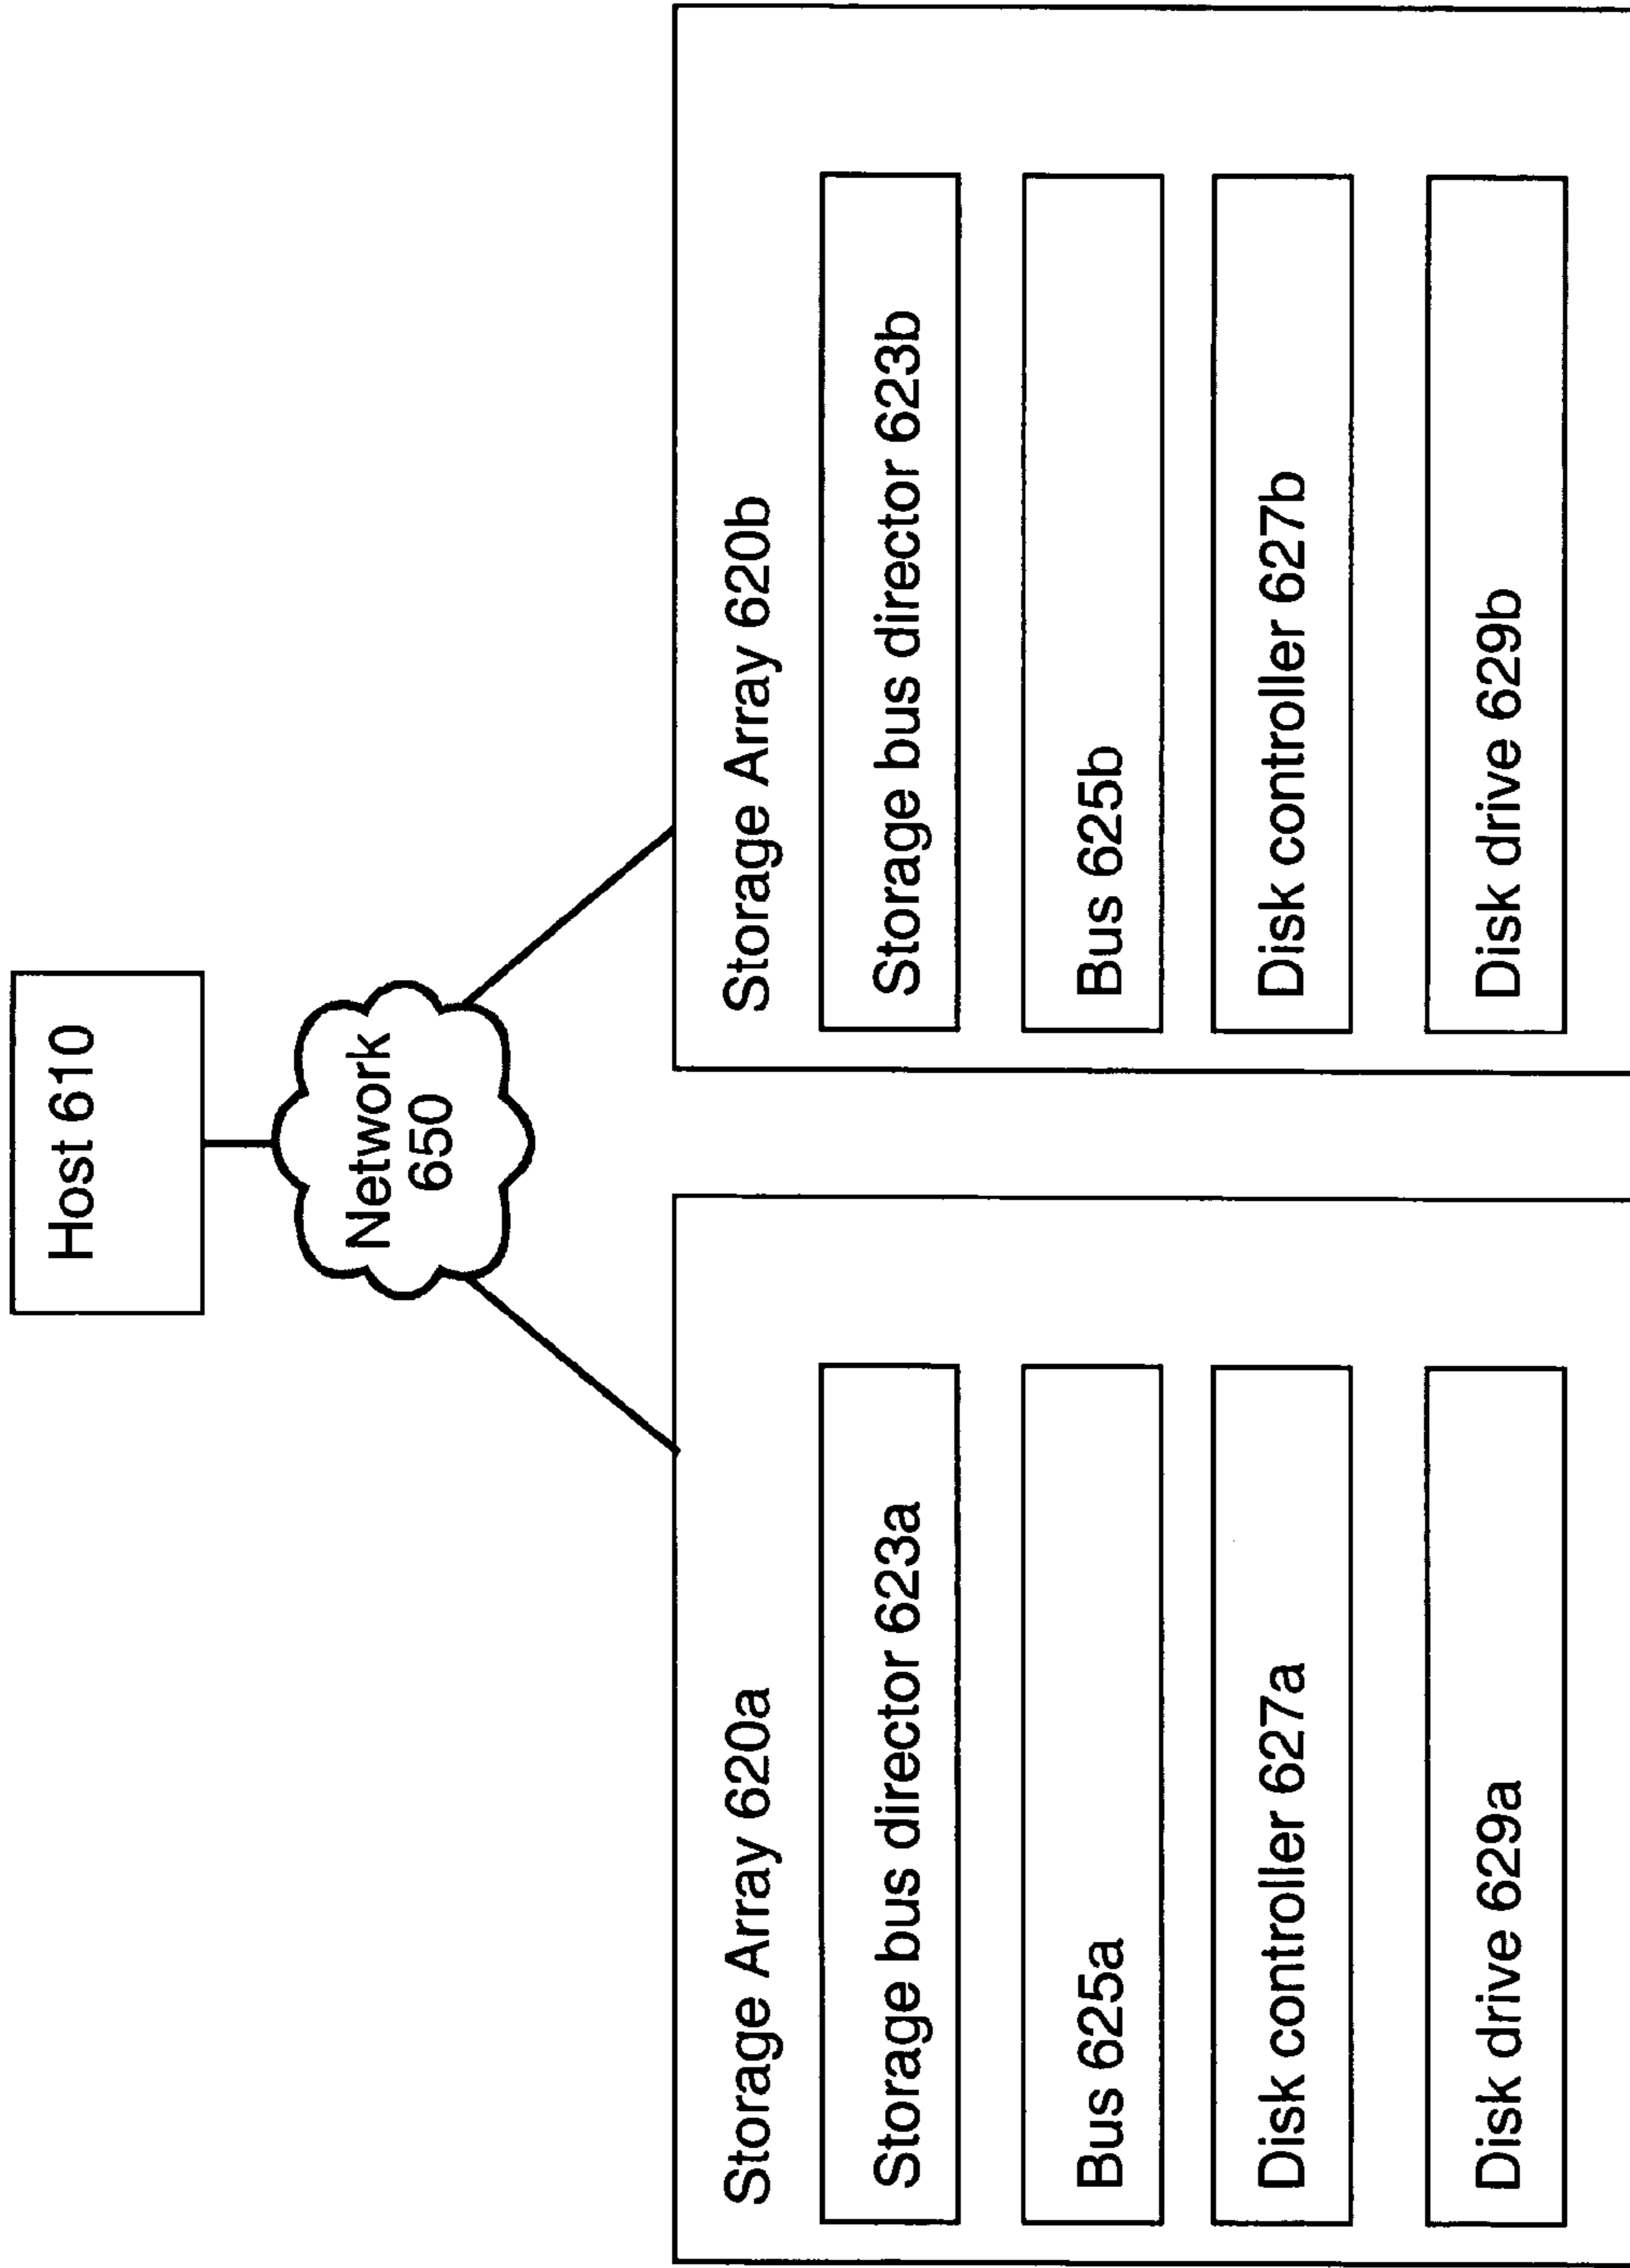 Host 610
Network
650
Storage Array 620a
Storage bus director 623a
Bus 625a
Disk controller 627a
Disk drive 629a
Storage Array 620b
Storage bus director 623b
Bus 625b
Disk controller 627b
Disk drive 629b